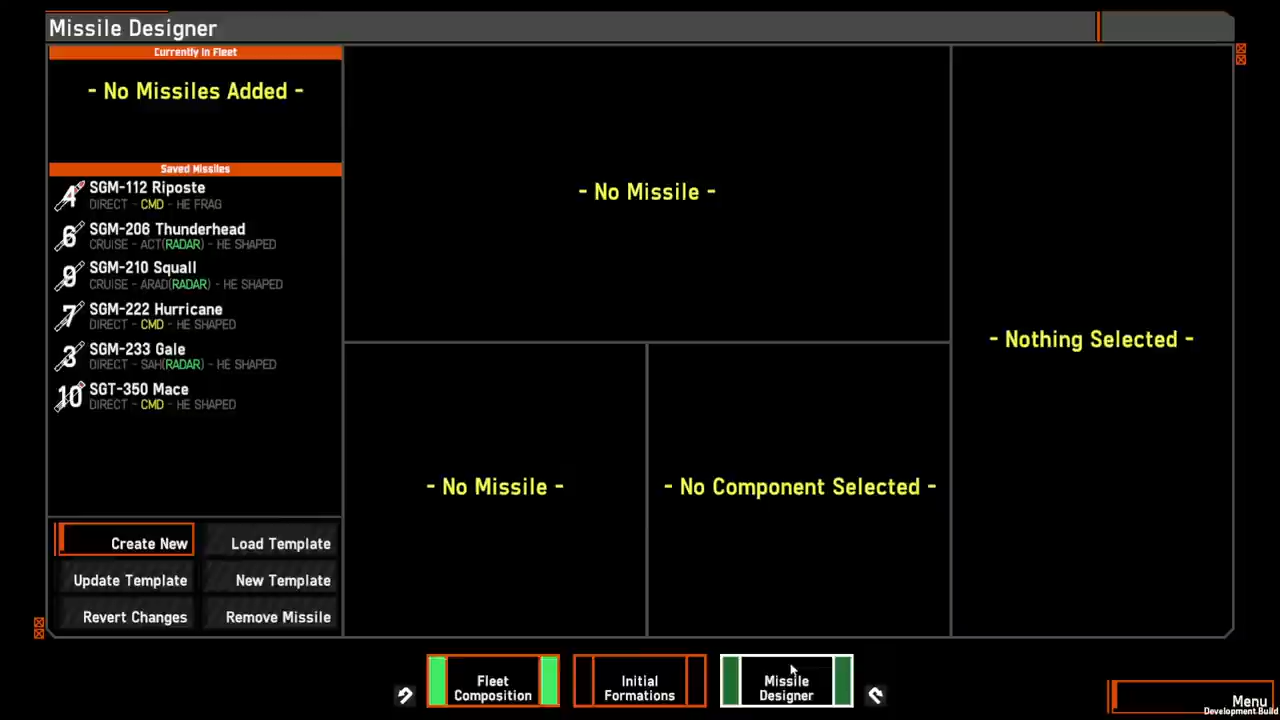 Missile Designer
Currently In Fleet
- No Missiles Added -
Saved Missiles
4
SGM-112 Riposte
DIRECT - CMD - HE FRAG
6
SGM-206 Thunderhead
CRUISE - ACT(RADAR) - HE SHAPED
9
SGM-210 Squall
CRUISE - ARAD(RADAR) - HE SHAPED
7
SGM-222 Hurricane
DIRECT - CMD - HE SHAPED
3
SGM-233 Gale
DIRECT - SAH(RADAR) - HE SHAPED
10
SGT-350 Mace
DIRECT - CMD - HE SHAPED
Create New
Load Template
Update Template
New Template
Revert Changes
Remove Missile
- No Missile -
- No Missile -
- No Component Selected -
- Nothing Selected -
Fleet
Composition
Initial
Formations
Missile
Designer
Menu
Development Build